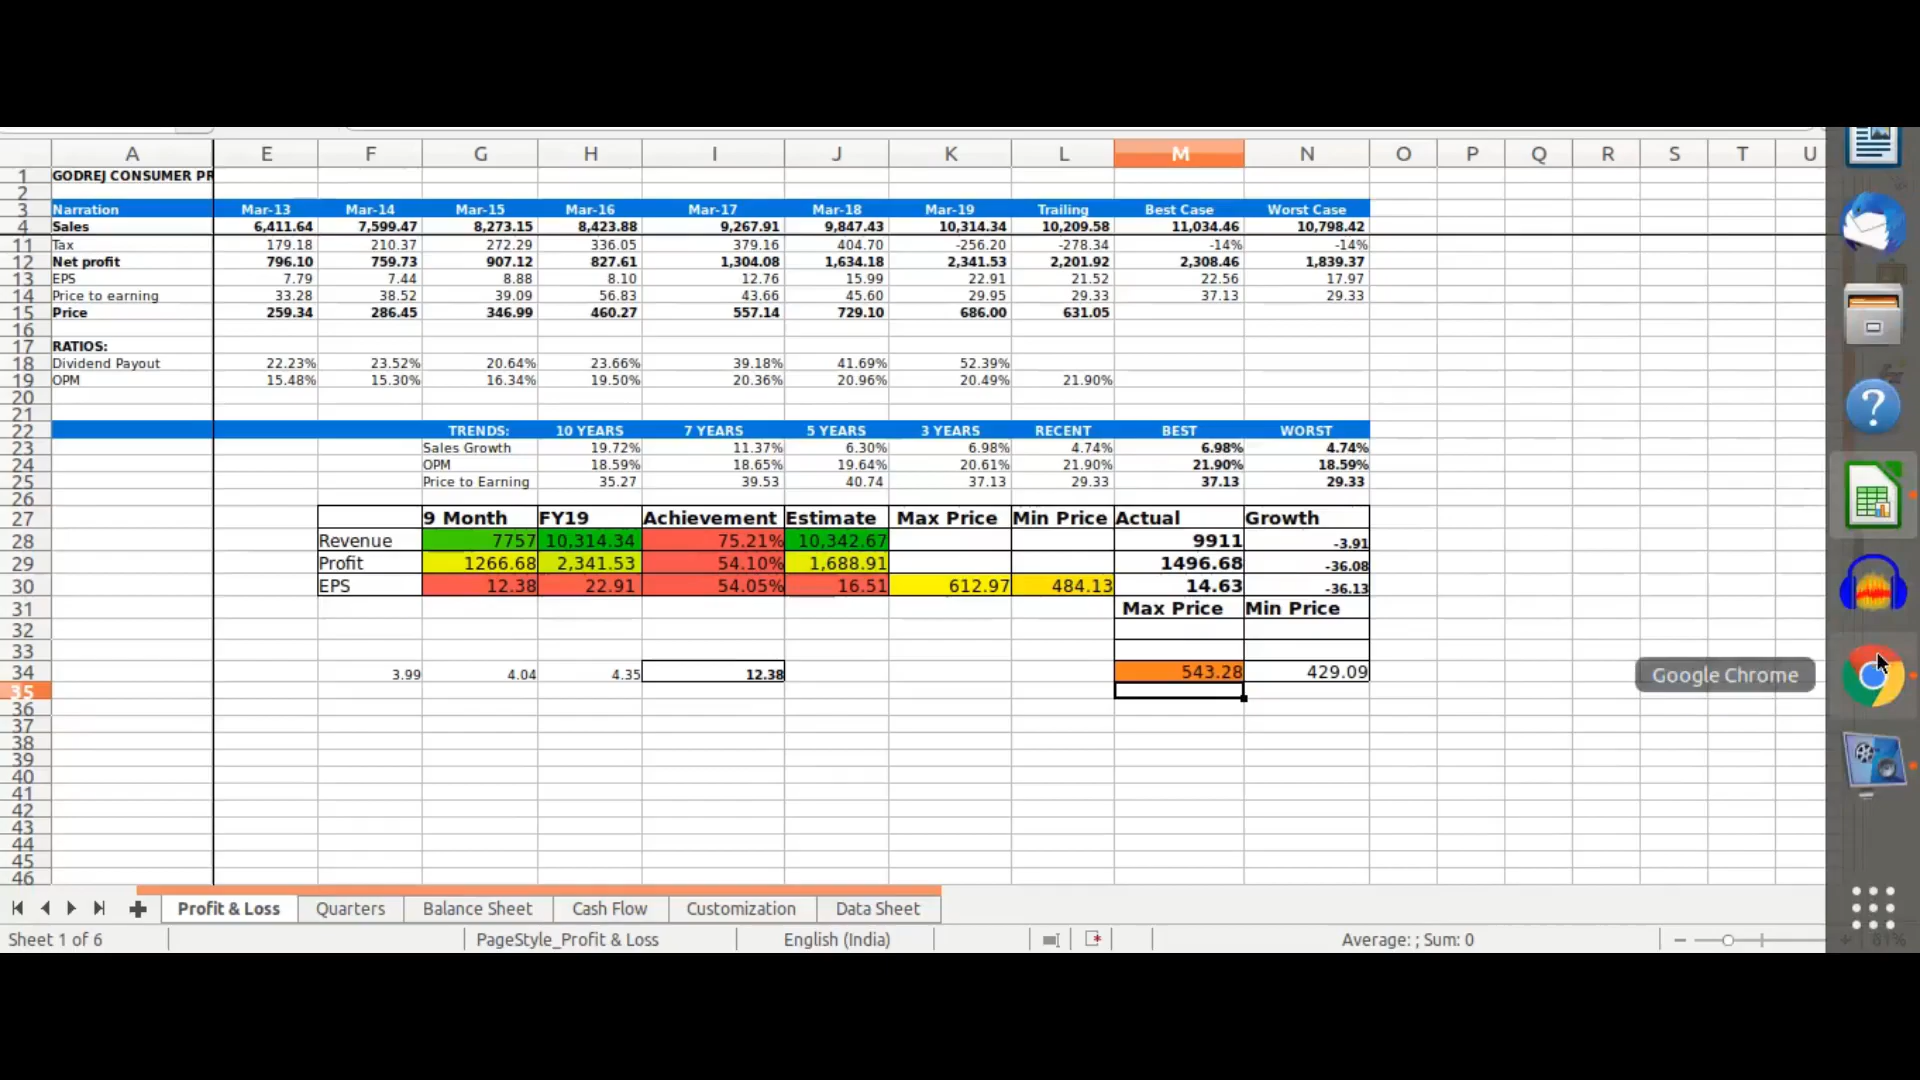 A E F G H I J K L M N O P Q R S T U
1 GODREJ CONSUMER PR
2
3 Narration Mar-13 Mar-14 Mar-15 Mar-16 Mar-17 Mar-18 Mar-19 Trailing Best Case Worst Case
4 Sales 6,411.64 7,599.47 8,273.15 8,423.88 9,267.91 9,847.43 10,314.34 10,209.58 11,034.46 10,798.42
11 Tax 179.18 210.37 272.29 336.05 379.16 404.70 -256.20 -278.34 -14% -14%
12 Net profit 796.10 759.73 907.12 827.61 1,304.08 1,634.18 2,341.53 2,201.92 2,308.46 1,839.37
13 EPS 7.79 7.44 8.88 8.10 12.76 15.99 22.91 21.52 22.56 17.97
14 Price to earning 33.28 38.52 39.09 56.83 43.66 45.60 29.95 29.33 37.13 29.33
15 Price 259.34 286.45 346.99 460.27 557.14 729.10 686.00 631.05
16
17 RATIOS:
18 Dividend Payout 22.23% 23.52% 20.64% 23.66% 39.18% 41.69% 52.39%
19 OPM 15.48% 15.30% 16.34% 19.50% 20.36% 20.96% 20.49% 21.90%
20
21
22 TRENDS: 10 YEARS 7 YEARS 5 YEARS 3 YEARS RECENT BEST WORST
23 Sales Growth 19.72% 11.37% 6.30% 6.98% 4.74% 6.98% 4.74%
24 OPM 18.59% 18.65% 19.64% 20.61% 21.90% 21.90% 18.59%
25 Price to Earning 35.27 39.53 40.74 37.13 29.33 37.13 29.33
26
27 9 Month FY19 Achievement Estimate Max Price Min Price Actual Growth
28 Revenue 7757 10,314.34 75.21% 10,342.67 9911 -3.91
29 Profit 1266.68 2,341.53 54.10% 1,688.91 1496.68 -36.08
30 EPS 12.38 22.91 54.05% 16.51 612.97 484.13 14.63 -36.13
31 Max Price Min Price
32
33
34 3.99 4.04 4.35 12.38 543.28 429.09
35
36
37
38
39
40
41
42
43
44
45
46
Google Chrome
Profit & Loss Quarters Balance Sheet Cash Flow Customization Data Sheet
Sheet 1 of 6 PageStyle_Profit & Loss English (India) Average: ; Sum: 0 81%